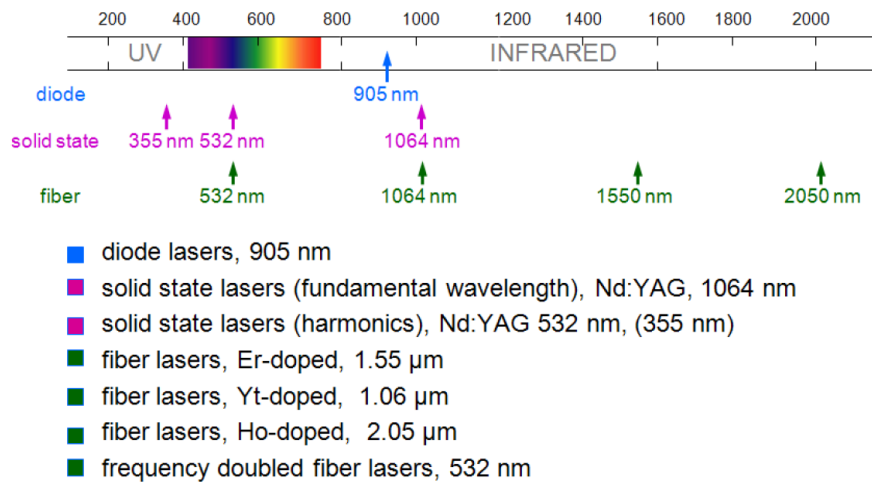 200 400 600 800 1000 1200 1400 1600 1800 2000
UV INFRARED
diode 905 nm
solid state 355 nm 532 nm 1064 nm
fiber 532 nm 1064 nm 1550 nm 2050 nm
diode lasers, 905 nm
solid state lasers (fundamental wavelength), Nd:YAG, 1064 nm
solid state lasers (harmonics), Nd:YAG 532 nm, (355 nm)
fiber lasers, Er-doped, 1.55 µm
fiber lasers, Yt-doped, 1.06 µm
fiber lasers, Ho-doped, 2.05 µm
frequency doubled fiber lasers, 532 nm